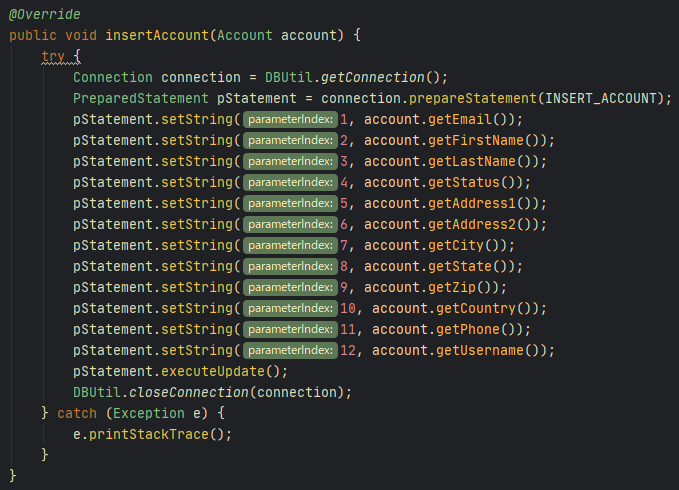 @Override
public void insertAccount(Account account) {
    try {
        Connection connection = DBUtil.getConnection();
        PreparedStatement pStatement = connection.prepareStatement(INSERT_ACCOUNT);
        pStatement.setString( parameterIndex: 1, account.getEmail());
        pStatement.setString( parameterIndex: 2, account.getFirstName());
        pStatement.setString( parameterIndex: 3, account.getLastName());
        pStatement.setString( parameterIndex: 4, account.getStatus());
        pStatement.setString( parameterIndex: 5, account.getAddress1());
        pStatement.setString( parameterIndex: 6, account.getAddress2());
        pStatement.setString( parameterIndex: 7, account.getCity());
        pStatement.setString( parameterIndex: 8, account.getState());
        pStatement.setString( parameterIndex: 9, account.getZip());
        pStatement.setString( parameterIndex: 10, account.getCountry());
        pStatement.setString( parameterIndex: 11, account.getPhone());
        pStatement.setString( parameterIndex: 12, account.getUsername());
        pStatement.executeUpdate();
        DBUtil.closeConnection(connection);
    } catch (Exception e) {
        e.printStackTrace();
    }
}